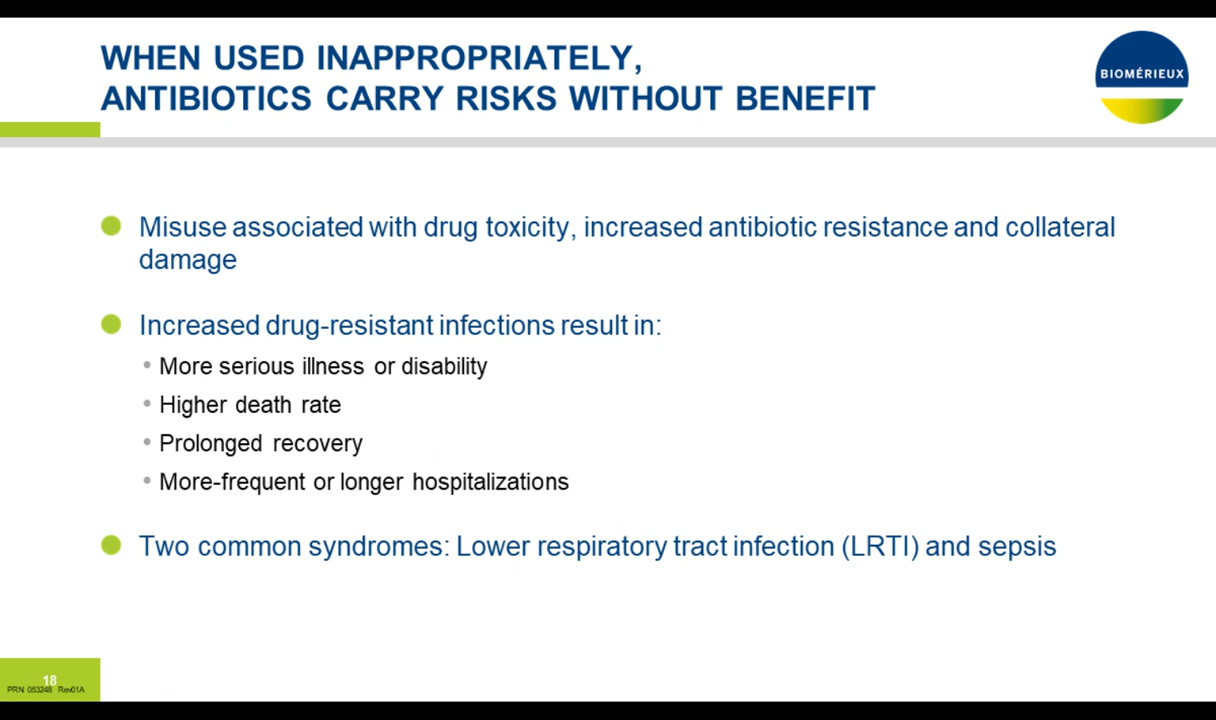 WHEN USED INAPPROPRIATELY,
ANTIBIOTICS CARRY RISKS WITHOUT BENEFIT
BIOMÉRIEUX
Misuse associated with drug toxicity, increased antibiotic resistance and collateral
damage
Increased drug-resistant infections result in:
More serious illness or disability
Higher death rate
Prolonged recovery
More-frequent or longer hospitalizations
Two common syndromes: Lower respiratory tract infection (LRTI) and sepsis
18
PRN 053248 Rev01A